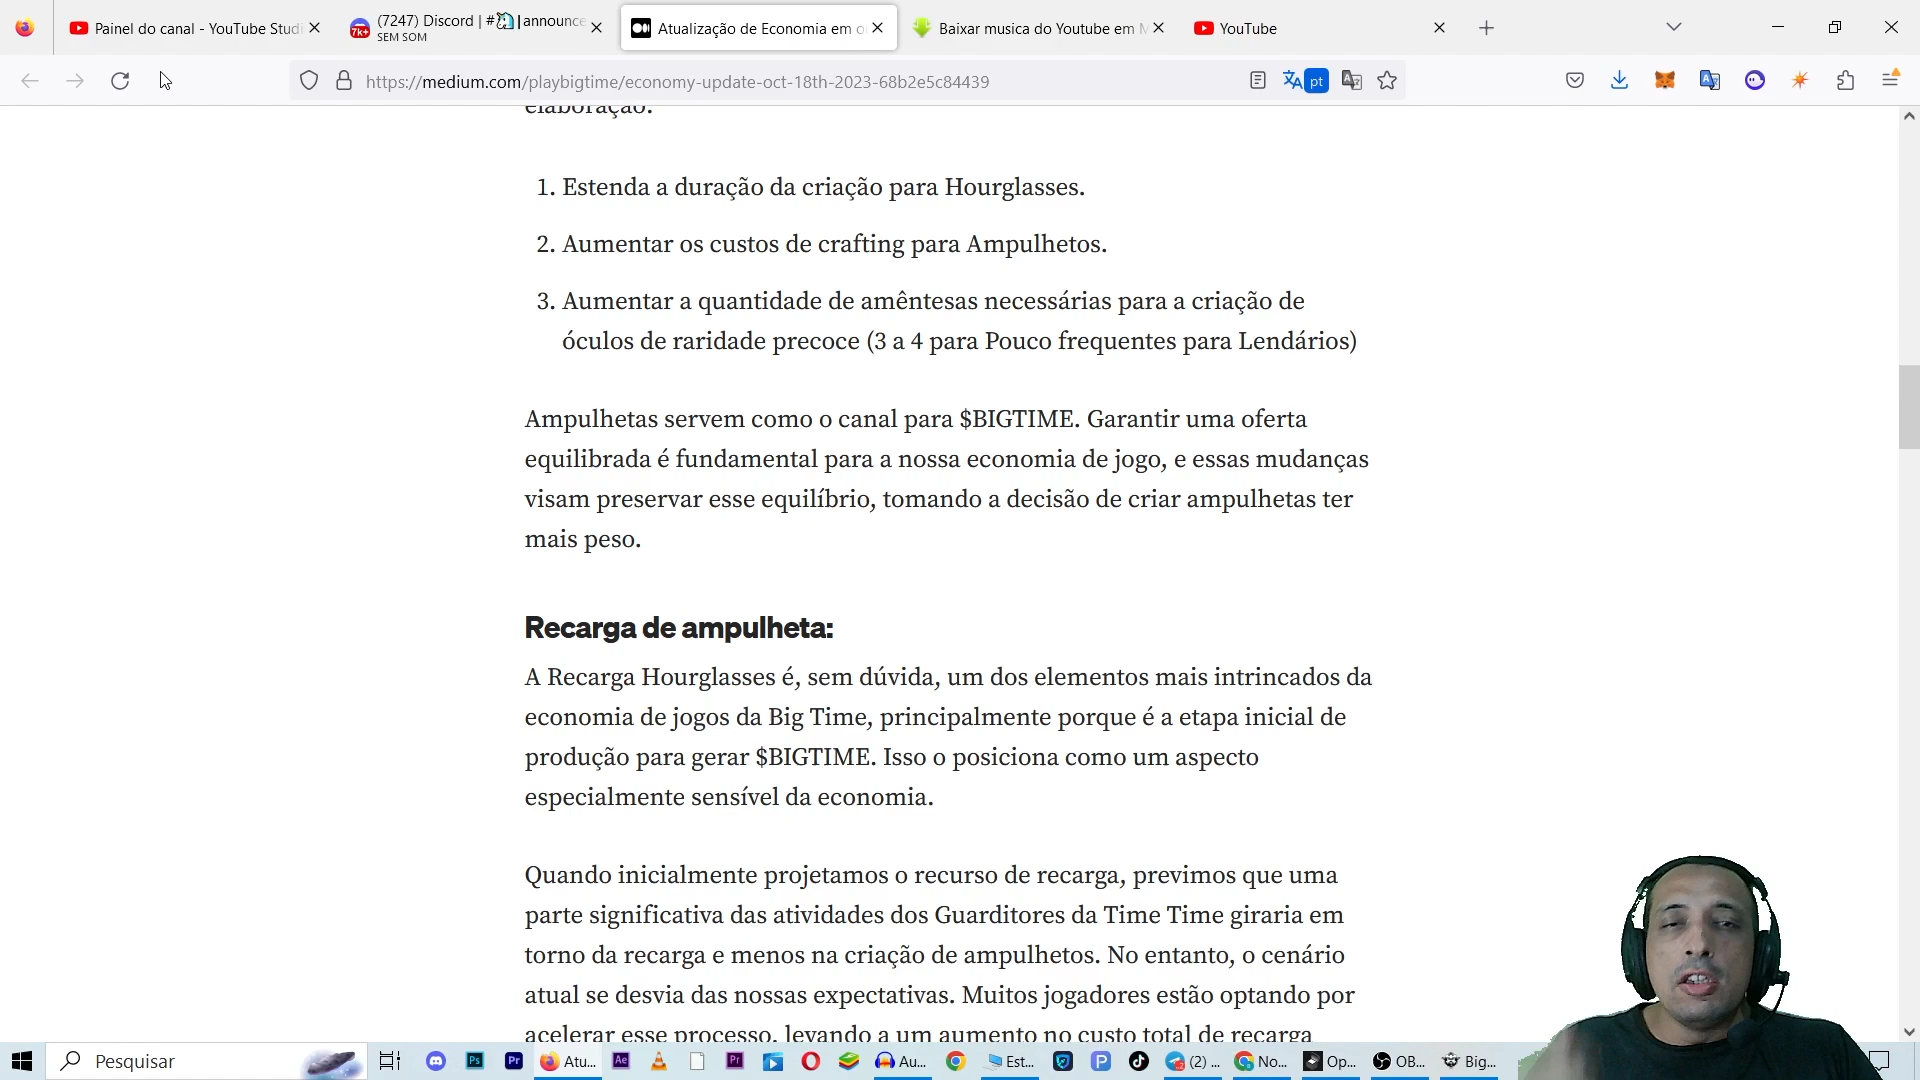 Painel do canal - YouTube Studi
(7247) Discord | # | announce
SEM SOM
Atualização de Economia em o
Baixar musica do Youtube em M
YouTube
https://medium.com/playbigtime/economy-update-oct-18th-2023-68b2e5c84439
pt
elaboração.
1. Estenda a duração da criação para Hourglasses.
2. Aumentar os custos de crafting para Ampulhetos.
3. Aumentar a quantidade de amêntesas necessárias para a criação de
óculos de raridade precoce (3 a 4 para Pouco frequentes para Lendários)
Ampulhetas servem como o canal para $BIGTIME. Garantir uma oferta
equilibrada é fundamental para a nossa economia de jogo, e essas mudanças
visam preservar esse equilíbrio, tomando a decisão de criar ampulhetas ter
mais peso.
Recarga de ampulheta:
A Recarga Hourglasses é, sem dúvida, um dos elementos mais intrincados da
economia de jogos da Big Time, principalmente porque é a etapa inicial de
produção para gerar $BIGTIME. Isso o posiciona como um aspecto
especialmente sensível da economia.
Quando inicialmente projetamos o recurso de recarga, previmos que uma
parte significativa das atividades dos Guarditores da Time Time giraria em
torno da recarga e menos na criação de ampulhetos. No entanto, o cenário
atual se desvia das nossas expectativas. Muitos jogadores estão optando por
acelerar esse processo, levando a um aumento no custo total de recarga
Pesquisar
Atu...
Au...
Est...
(2) ...
No...
Op...
OB...
Big...